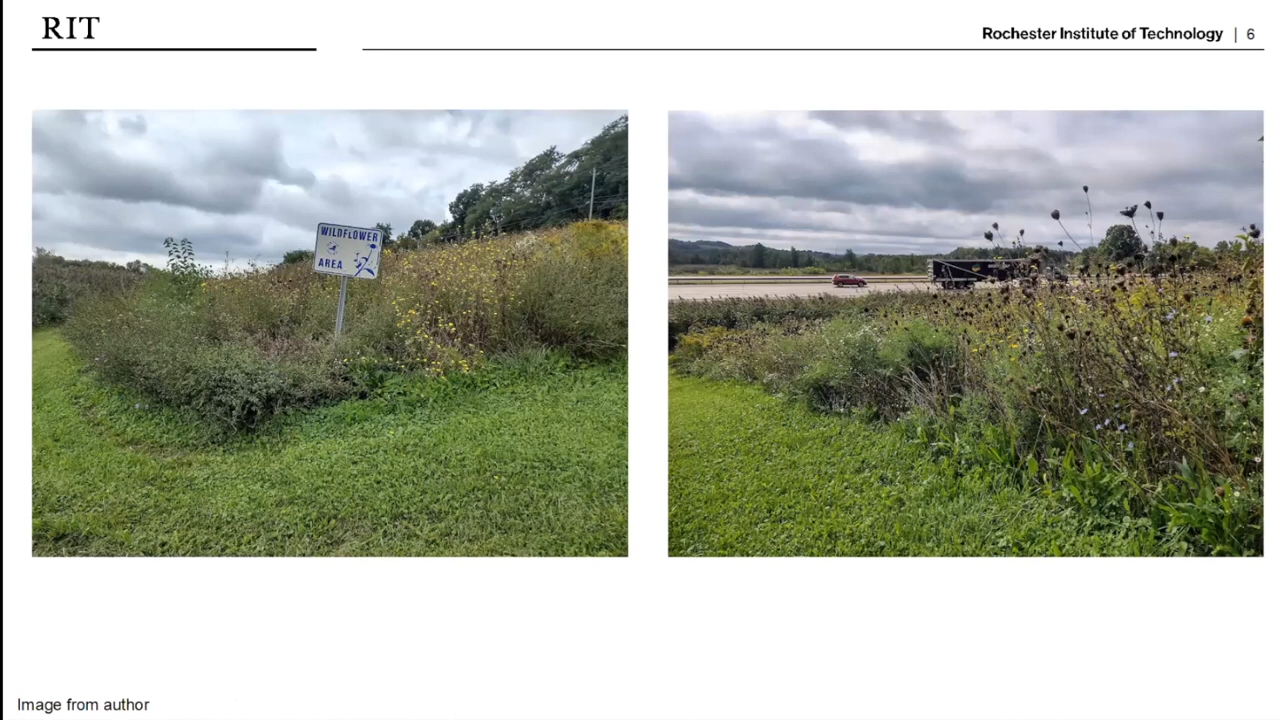 RIT
Rochester Institute of Technology | 6
WILDFLOWER
AREA
Image from author